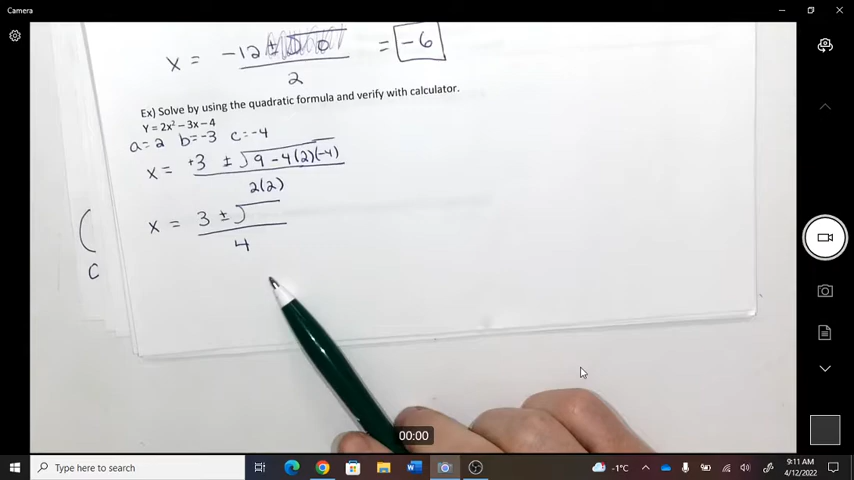 Camera
x = -12 ± 0 = -6
2
Ex) Solve by using the quadratic formula and verify with calculator.
Y = 2x² – 3x – 4
a=2 b=-3 c=-4
x = +3 ± √9 - 4(2)(-4)
2(2)
x = 3 ± √
4
C
00:00
Type here to search
-1°C
9:11 AM
4/12/2022